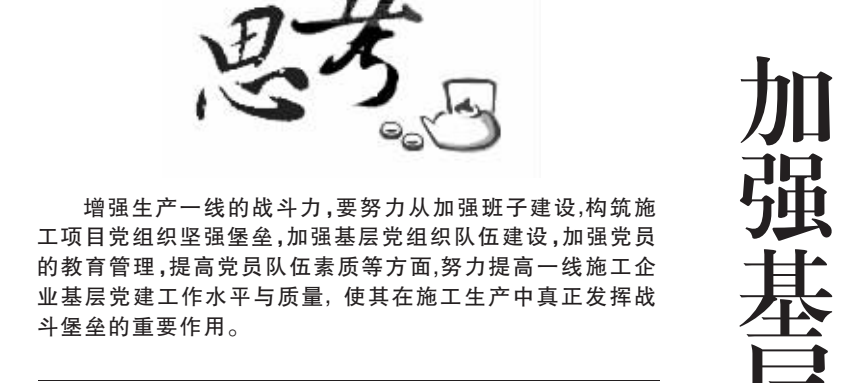 思考
增强生产一线的战斗力,要努力从加强班子建设,构筑施
工项目党组织坚强堡垒,加强基层党组织队伍建设,加强党员
的教育管理,提高党员队伍素质等方面,努力提高一线施工企
业基层党建工作水平与质量, 使其在施工生产中真正发挥战
斗堡垒的重要作用。
加强基层